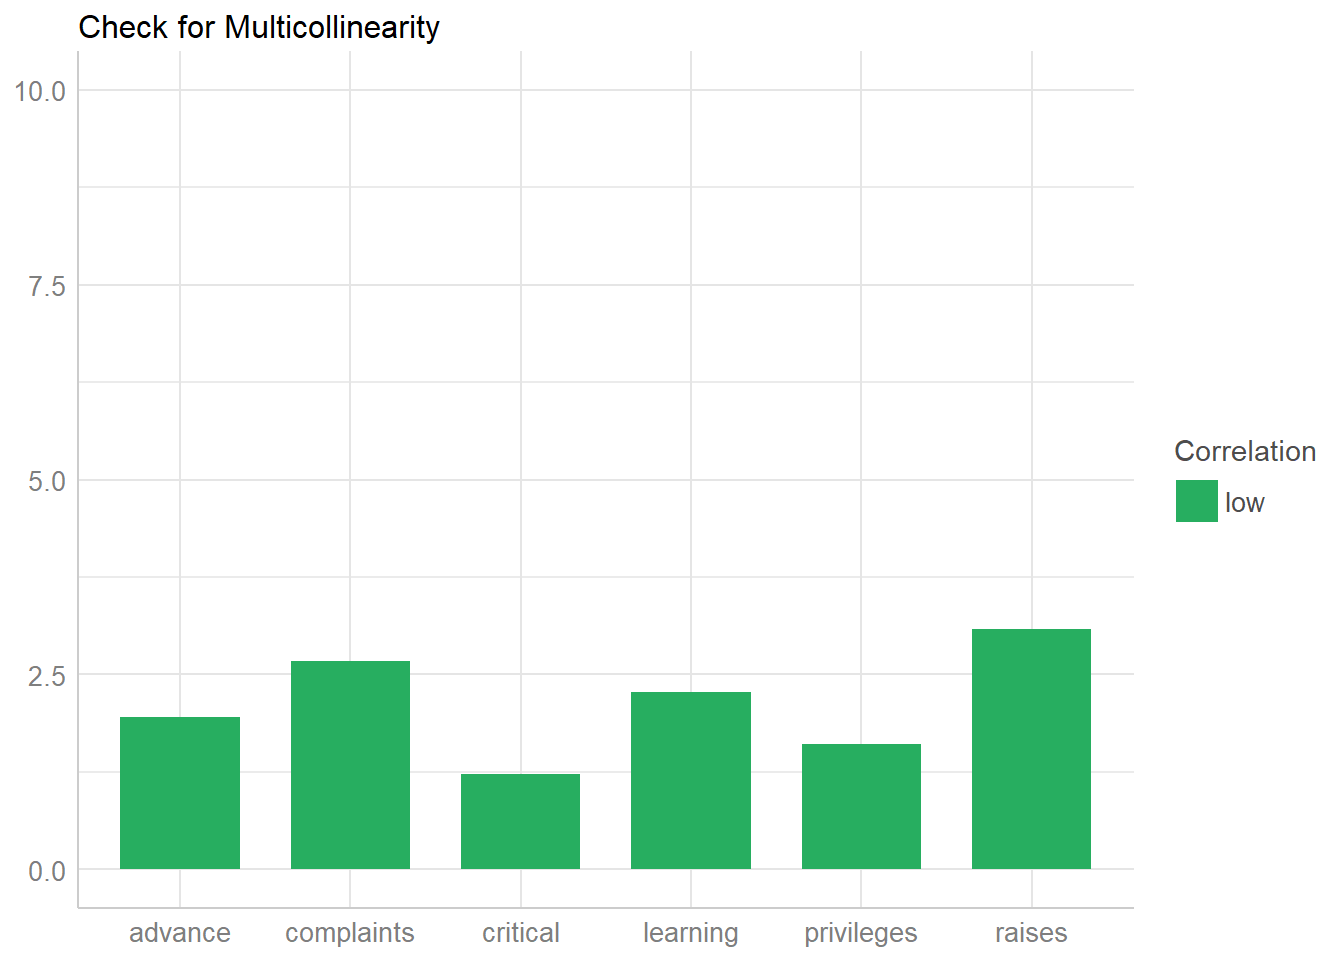 Check for Multicollinearity
10.0
7.5
5.0
2.5
0.0
advance complaints critical learning privileges raises
Correlation
low